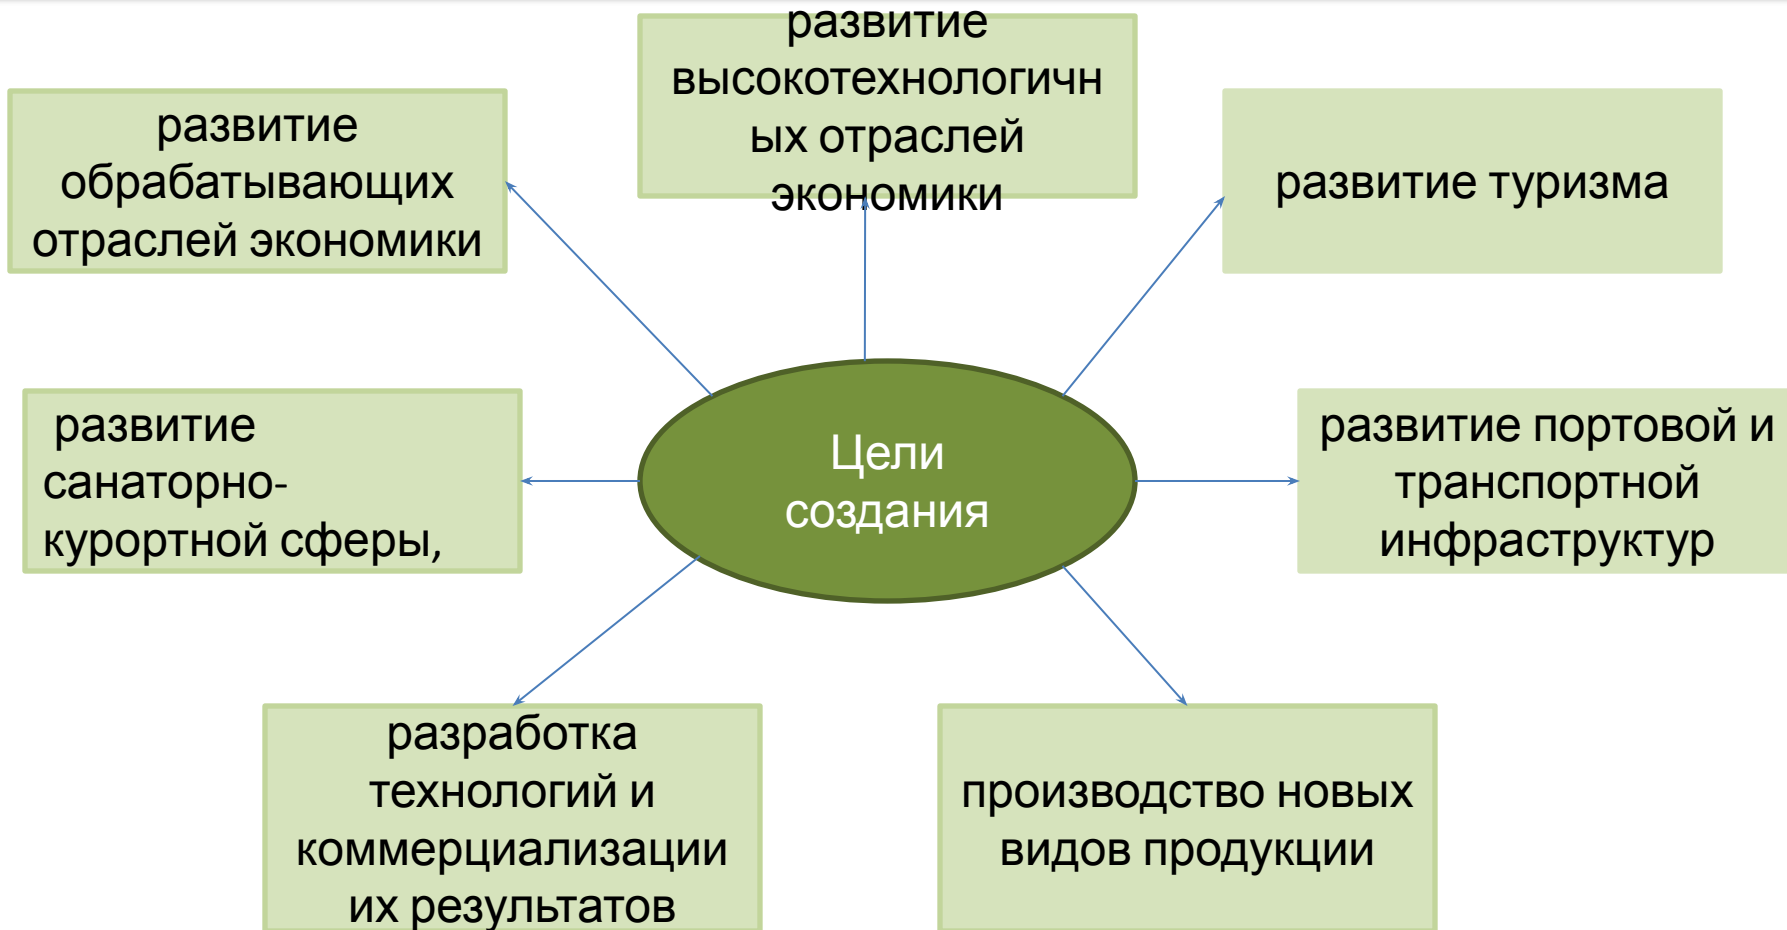 развитие
высокотехнологичн
ых отраслей
экономики
развитие
обрабатывающих
отраслей экономики
развитие туризма
развитие
санаторно-
курортной сферы,
Цели
создания
развитие портовой и
транспортной
инфраструктур
разработка
технологий и
коммерциализации
их результатов
производство новых
видов продукции